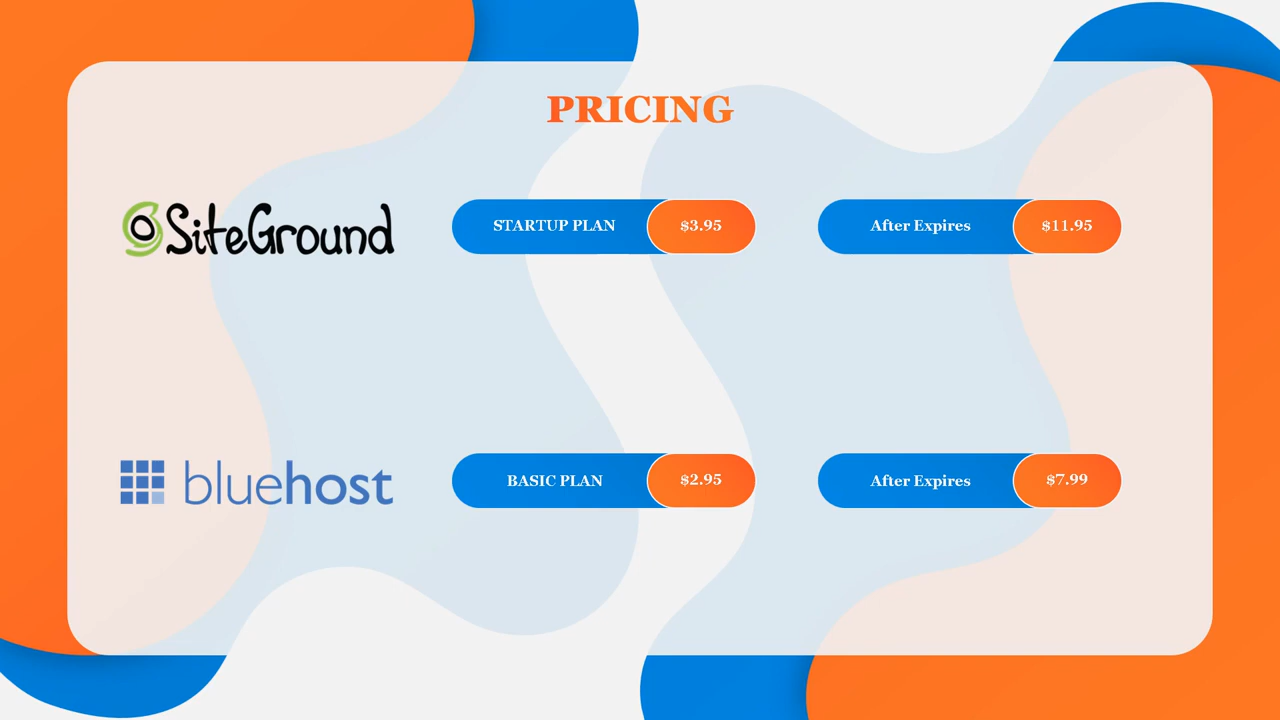 PRICING
SiteGround
STARTUP PLAN $3.95
After Expires $11.95
bluehost
BASIC PLAN $2.95
After Expires $7.99